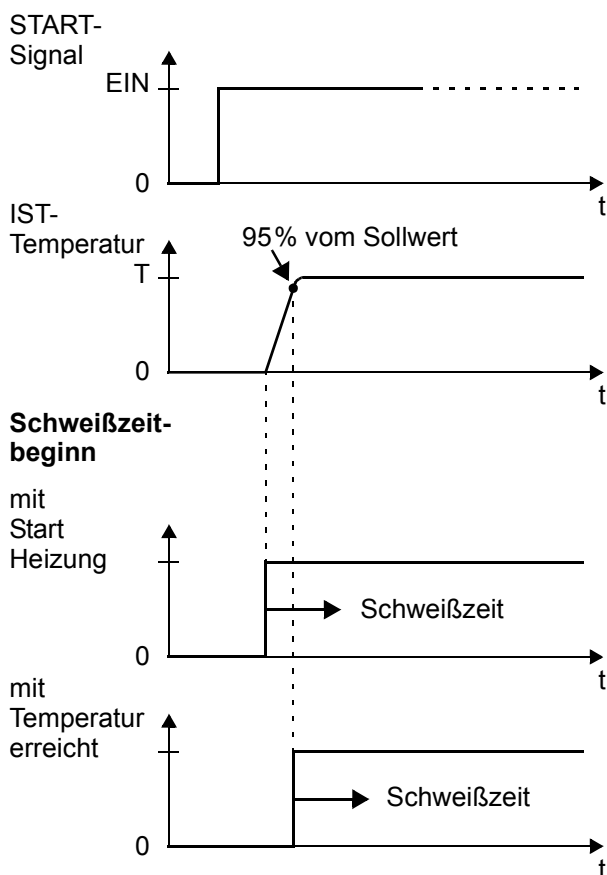 START-
Signal
EIN
0
t
IST-
Temperatur
95% vom Sollwert
T
0
t
Schweißzeit-
beginn
mit
Start
Heizung
Schweißzeit
0
t
mit
Temperatur
erreicht
Schweißzeit
0
t